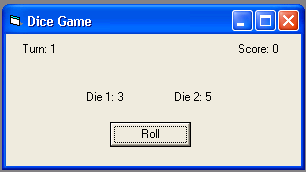 Dice Game
Turn: 1 Score: 0
Die 1: 3 Die 2: 5
Roll